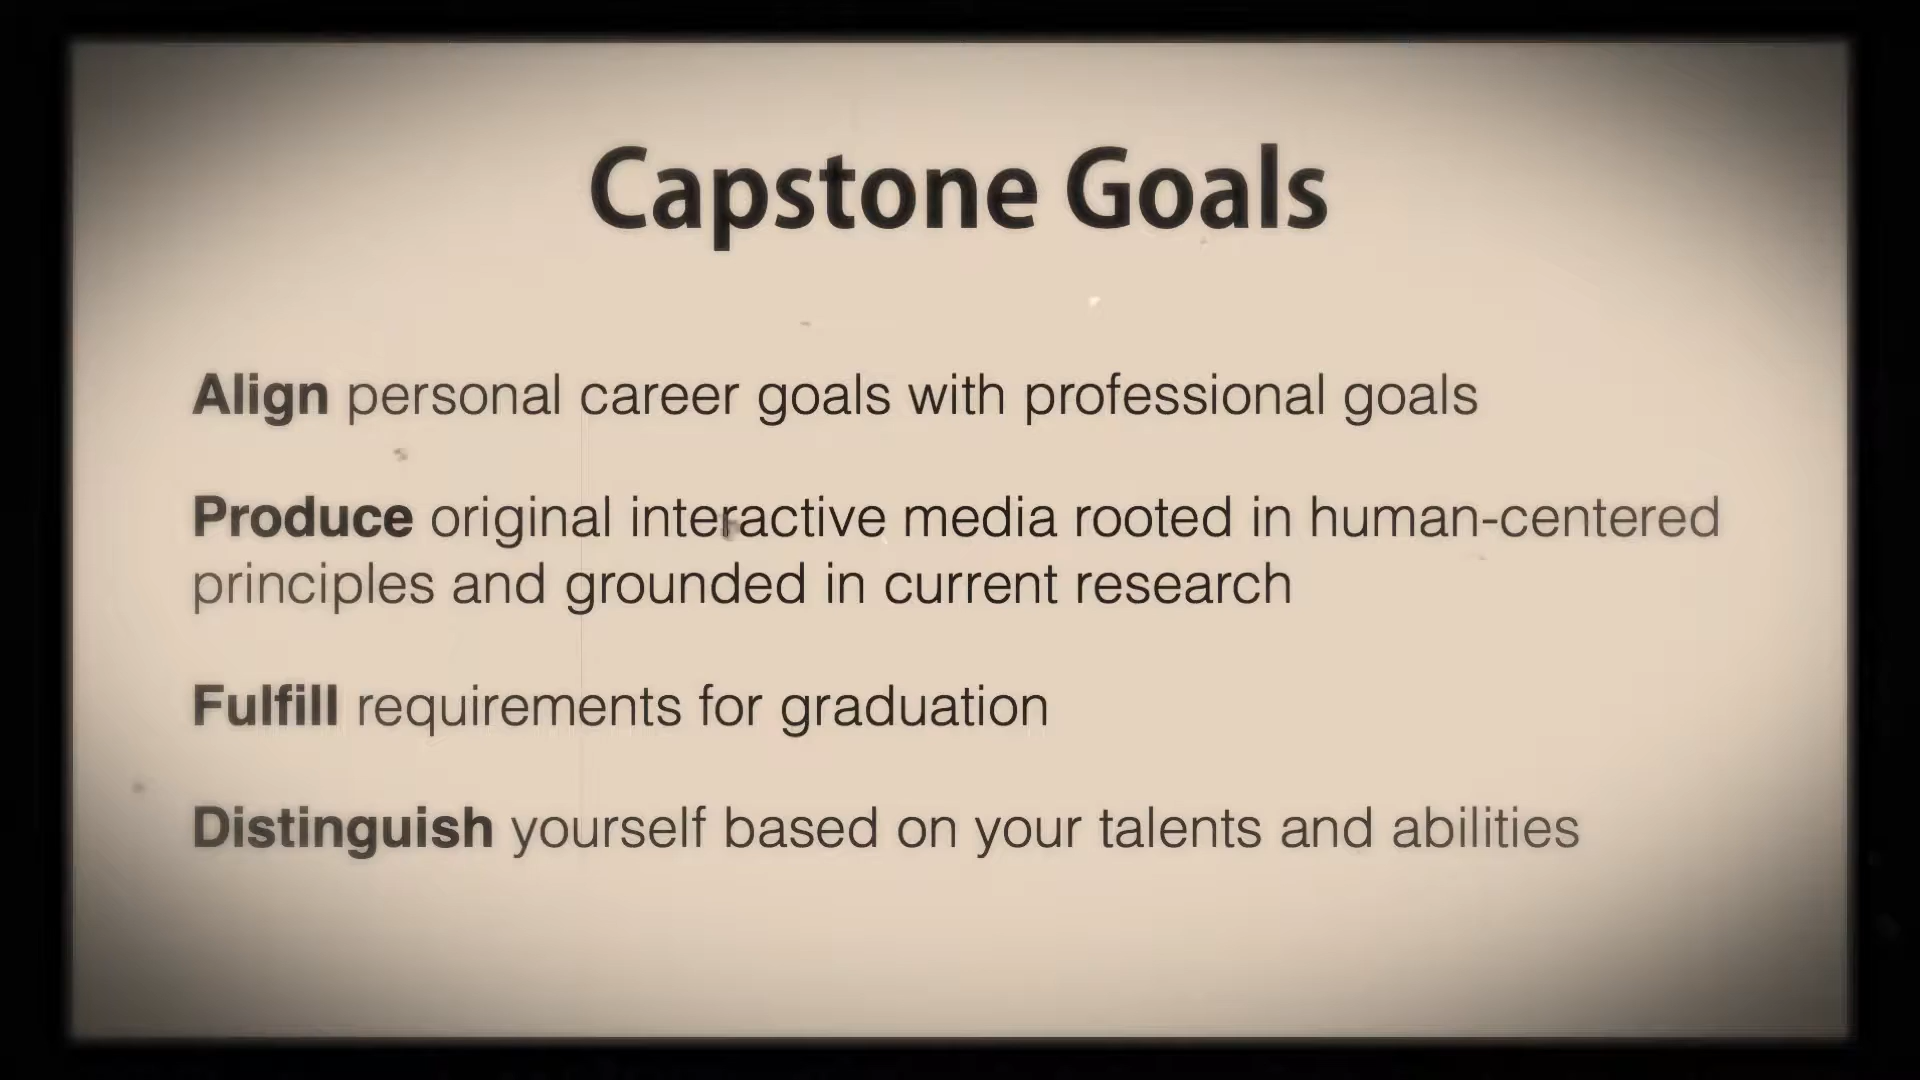 Capstone Goals
Align personal career goals with professional goals
Produce original interactive media rooted in human-centered
principles and grounded in current research
Fulfill requirements for graduation
Distinguish yourself based on your talents and abilities